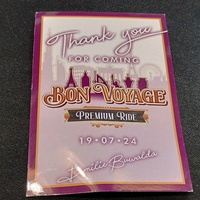 Thank you
FOR COMING
BON VOYAGE
PREMIUM RIDE
19•07•24